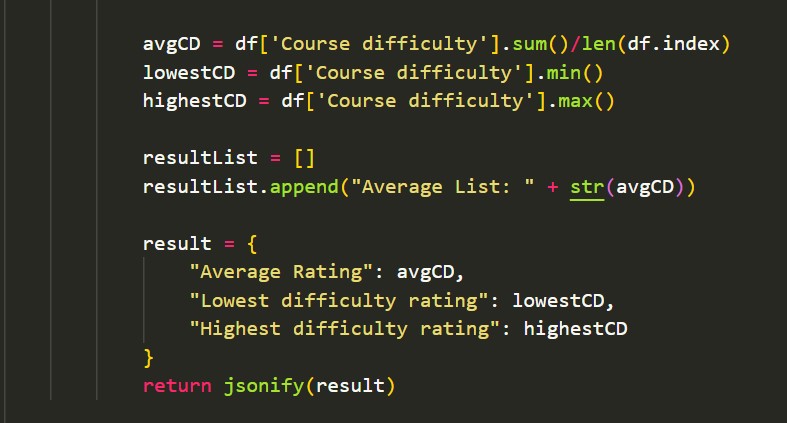 avgCD = df['Course difficulty'].sum()/len(df.index)
lowestCD = df['Course difficulty'].min()
highestCD = df['Course difficulty'].max()
resultList = []
resultList.append("Average List: " + str(avgCD))
result = {
"Average Rating": avgCD,
"Lowest difficulty rating": lowestCD,
"Highest difficulty rating": highestCD
}
return jsonify(result)